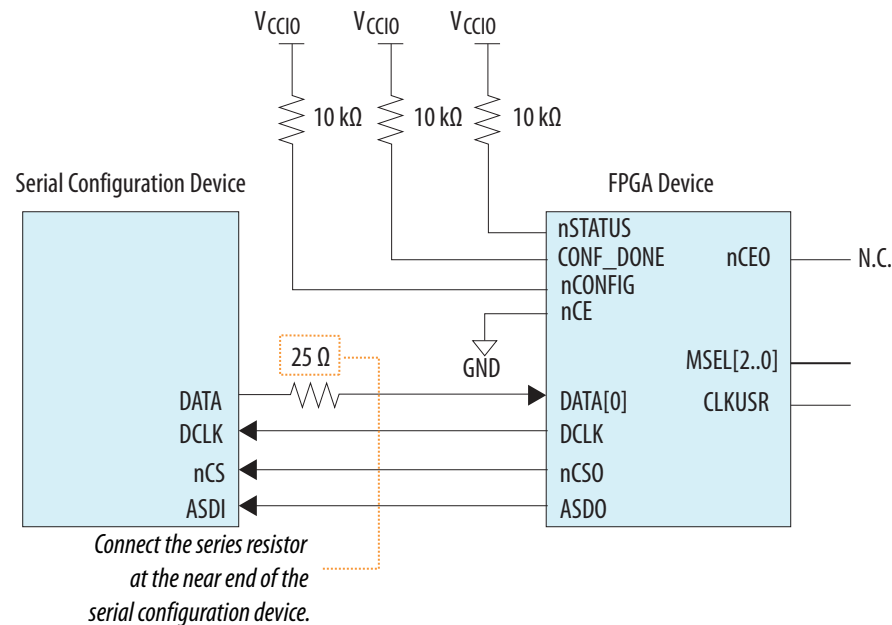 VCCIO VCCIO VCCIO
10 kΩ 10 kΩ 10 kΩ
Serial Configuration Device
FPGA Device
nSTATUS
CONF_DONE
nCONFIG
nCE
nCEO
N.C.
GND
MSEL[2..0]
CLKUSR
25 Ω
DATA
DCLK
nCS
ASDI
DATA[0]
DCLK
nCSO
ASDO
Connect the series resistor
at the near end of the
serial configuration device.